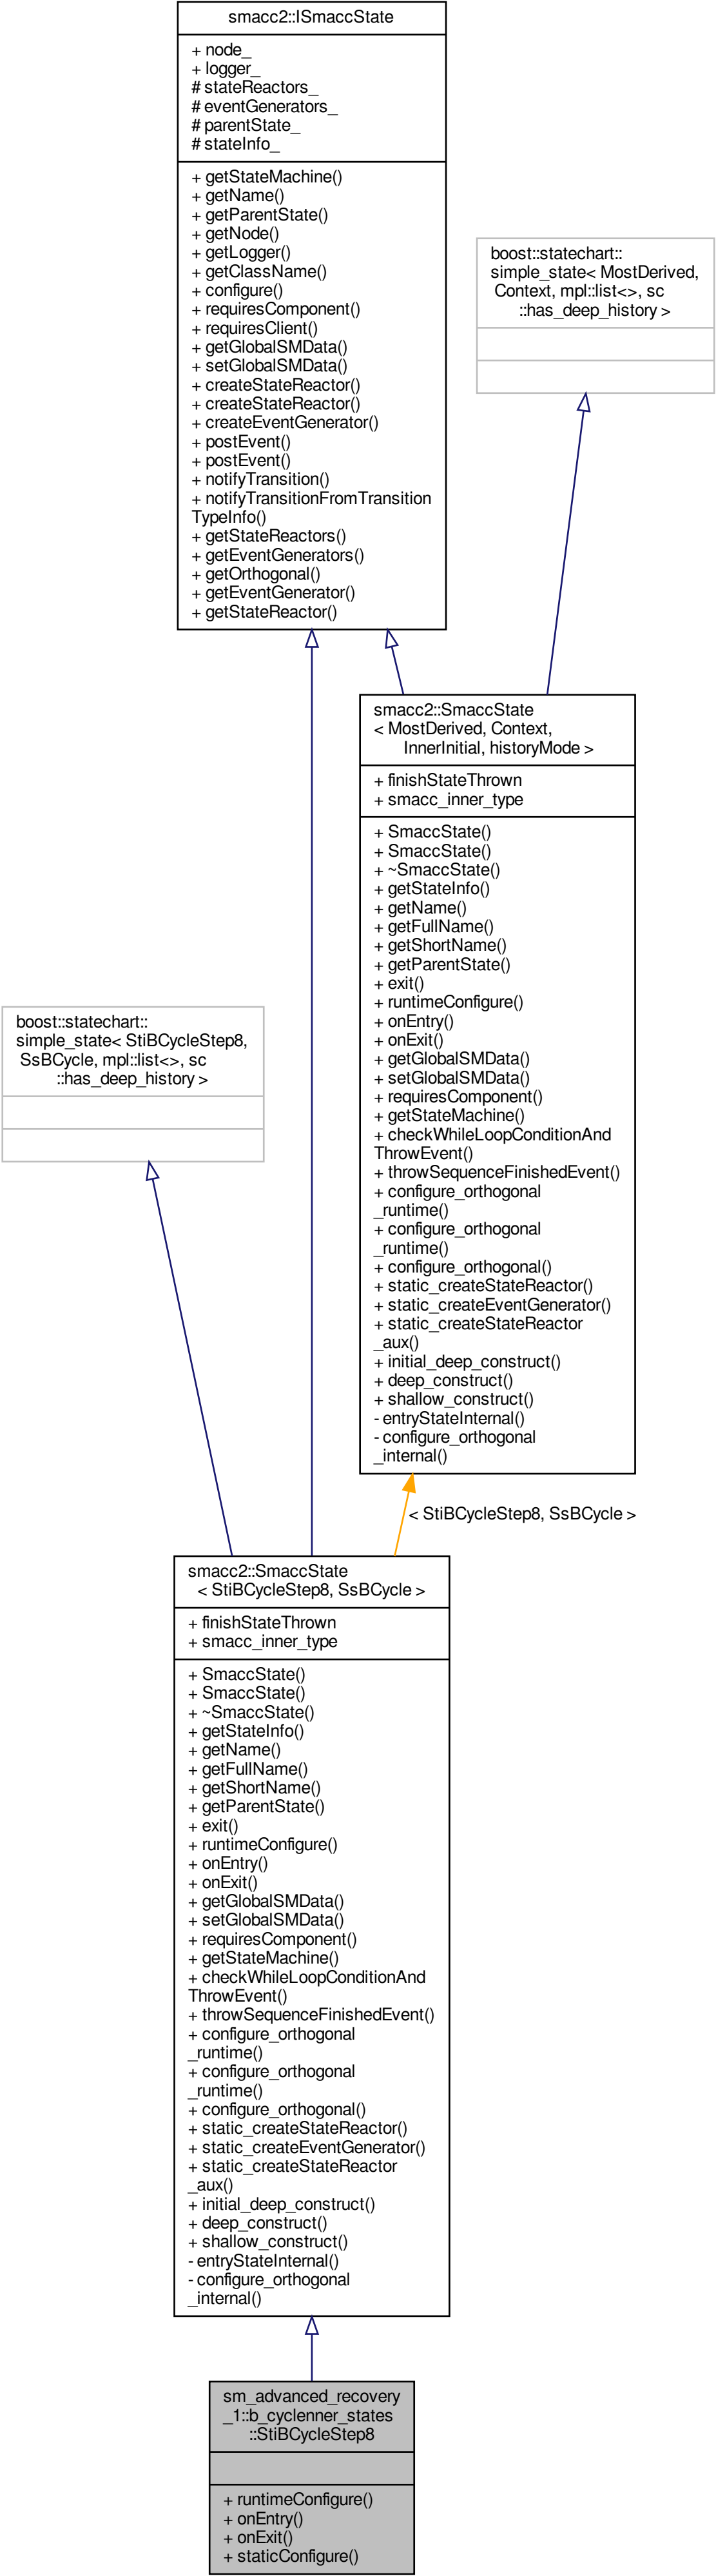 smacc2::ISmaccState
+ node_
+ logger_
# stateReactors_
# eventGenerators_
# parentState_
# stateInfo_
+ getStateMachine()
+ getName()
+ getParentState()
+ getNode()
+ getLogger()
+ getClassName()
+ configure()
+ requiresComponent()
+ requiresClient()
+ getGlobalSMData()
+ setGlobalSMData()
+ createStateReactor()
+ createStateReactor()
+ createEventGenerator()
+ postEvent()
+ postEvent()
+ notifyTransition()
+ notifyTransitionFromTransition
TypeInfo()
+ getStateReactors()
+ getEventGenerators()
+ getOrthogonal()
+ getEventGenerator()
+ getStateReactor()
boost::statechart::
simple_state< MostDerived,
Context, mpl::list<>, sc
::has_deep_history >
smacc2::SmaccState
< MostDerived, Context,
InnerInitial, historyMode >
+ finishStateThrown
+ smacc_inner_type
+ SmaccState()
+ SmaccState()
+ ~SmaccState()
+ getStateInfo()
+ getName()
+ getFullName()
+ getShortName()
+ getParentState()
+ exit()
+ runtimeConfigure()
+ onEntry()
+ onExit()
+ getGlobalSMData()
+ setGlobalSMData()
+ requiresComponent()
+ getStateMachine()
+ checkWhileLoopConditionAnd
ThrowEvent()
+ throwSequenceFinishedEvent()
+ configure_orthogonal
_runtime()
+ configure_orthogonal
_runtime()
+ configure_orthogonal()
+ static_createStateReactor()
+ static_createEventGenerator()
+ static_createStateReactor
_aux()
+ initial_deep_construct()
+ deep_construct()
+ shallow_construct()
- entryStateInternal()
- configure_orthogonal
_internal()
boost::statechart::
simple_state< StiBCycleStep8,
SsBCycle, mpl::list<>, sc
::has_deep_history >
< StiBCycleStep8, SsBCycle >
smacc2::SmaccState
< StiBCycleStep8, SsBCycle >
+ finishStateThrown
+ smacc_inner_type
+ SmaccState()
+ SmaccState()
+ ~SmaccState()
+ getStateInfo()
+ getName()
+ getFullName()
+ getShortName()
+ getParentState()
+ exit()
+ runtimeConfigure()
+ onEntry()
+ onExit()
+ getGlobalSMData()
+ setGlobalSMData()
+ requiresComponent()
+ getStateMachine()
+ checkWhileLoopConditionAnd
ThrowEvent()
+ throwSequenceFinishedEvent()
+ configure_orthogonal
_runtime()
+ configure_orthogonal
_runtime()
+ configure_orthogonal()
+ static_createStateReactor()
+ static_createEventGenerator()
+ static_createStateReactor
_aux()
+ initial_deep_construct()
+ deep_construct()
+ shallow_construct()
- entryStateInternal()
- configure_orthogonal
_internal()
sm_advanced_recovery
_1::b_cyclenner_states
::StiBCycleStep8
+ runtimeConfigure()
+ onEntry()
+ onExit()
+ staticConfigure()